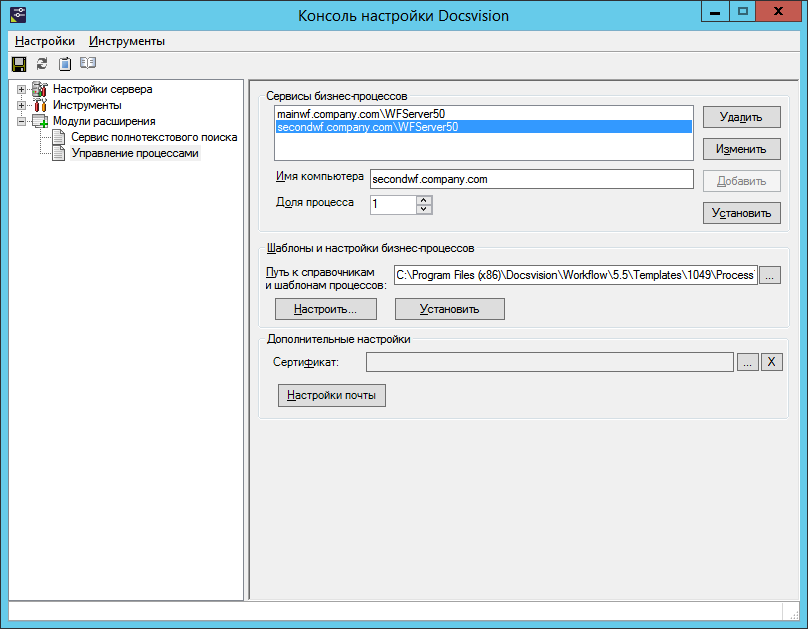 Консоль настройки Docsvision
Настройки Инструменты
Настройки сервера
Инструменты
Модули расширения
Сервис полнотекстового поиска
Управление процессами
Сервисы бизнес-процессов
mainwf.company.com\WFServer50
secondwf.company.com\WFServer50
Удалить
Изменить
Имя компьютера secondwf.company.com
Добавить
Доля процесса 1
Установить
Шаблоны и настройки бизнес-процессов
Путь к справочникам
и шаблонам процессов: C:\Program Files (x86)\Docsvision\Workflow\5.5\Templates\1049\Process ...
Настроить... Установить
Дополнительные настройки
Сертификат: ... X
Настройки почты